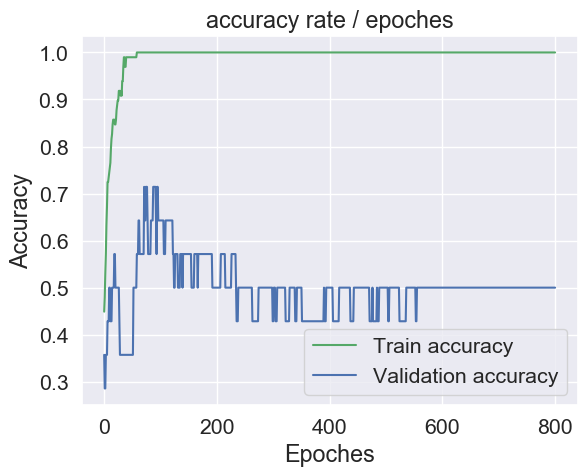 accuracy rate / epoches
Accuracy
1.0
0.9
0.8
0.7
0.6
0.5
0.4
0.3
Train accuracy
Validation accuracy
0
200
400
600
800
Epoches